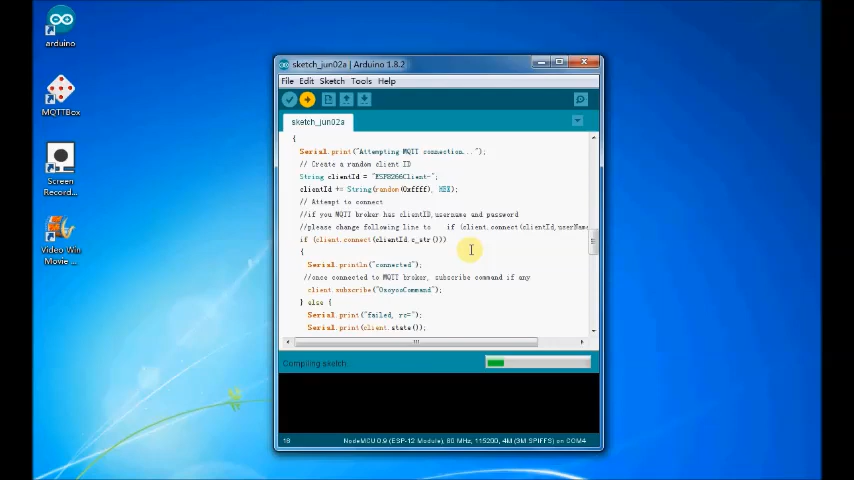 arduino
MQTTBox
Screen
Record...
Video Win
Movie ...
sketch_jun02a | Arduino 1.8.2
File Edit Sketch Tools Help
sketch_jun02a
{
Serial.print("Attempting MQTT connection...");
// Create a random client ID
String clientId = "ESP8266Client-";
clientId += String(random(0xffff), HEX);
// Attempt to connect
//if you MQTT broker has clientID,username and password
//please change following line to if (client.connect(clientId,userName
if (client.connect(clientId.c_str()))
{
Serial.println("connected");
//once connected to MQTT broker, subscribe command if any
client.subscribe("OsoyooCommand");
} else {
Serial.print("failed, rc=");
Serial.print(client.state());
Compiling sketch.
18
NodeMCU 0.9 (ESP-12 Module), 80 MHz, 115200, 4M (3M SPIFFS) on COM4